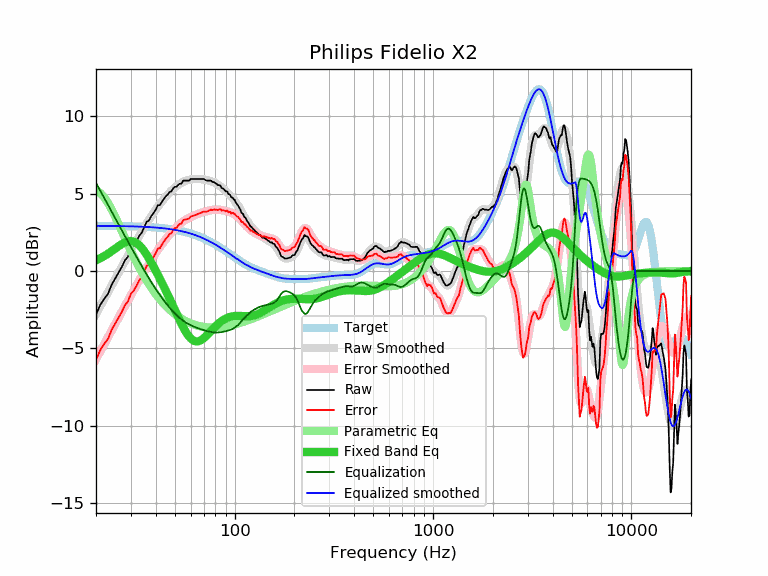 Philips Fidelio X2
Amplitude (dBr)
10
5
0
−5
−10
−15
Target
Raw Smoothed
Error Smoothed
Raw
Error
Parametric Eq
Fixed Band Eq
Equalization
Equalized smoothed
100 1000 10000
Frequency (Hz)